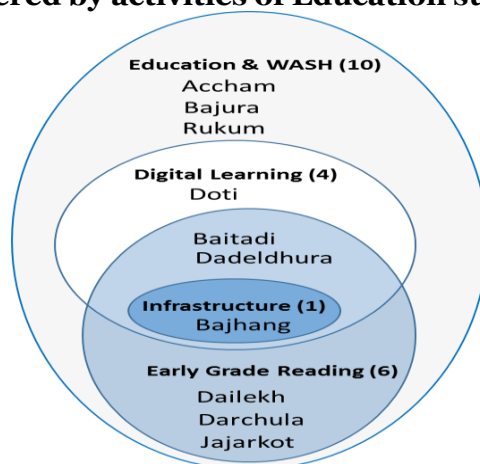 ered by activities of Education
Education & WASH (10)
Accham
Bajura
Rukum
Digital Learning (4)
Doti
Baitadi
Dadeldhura
Infrastructure (1)
Bajhang
Early Grade Reading (6)
Dailekh
Darchula
Jajarkot